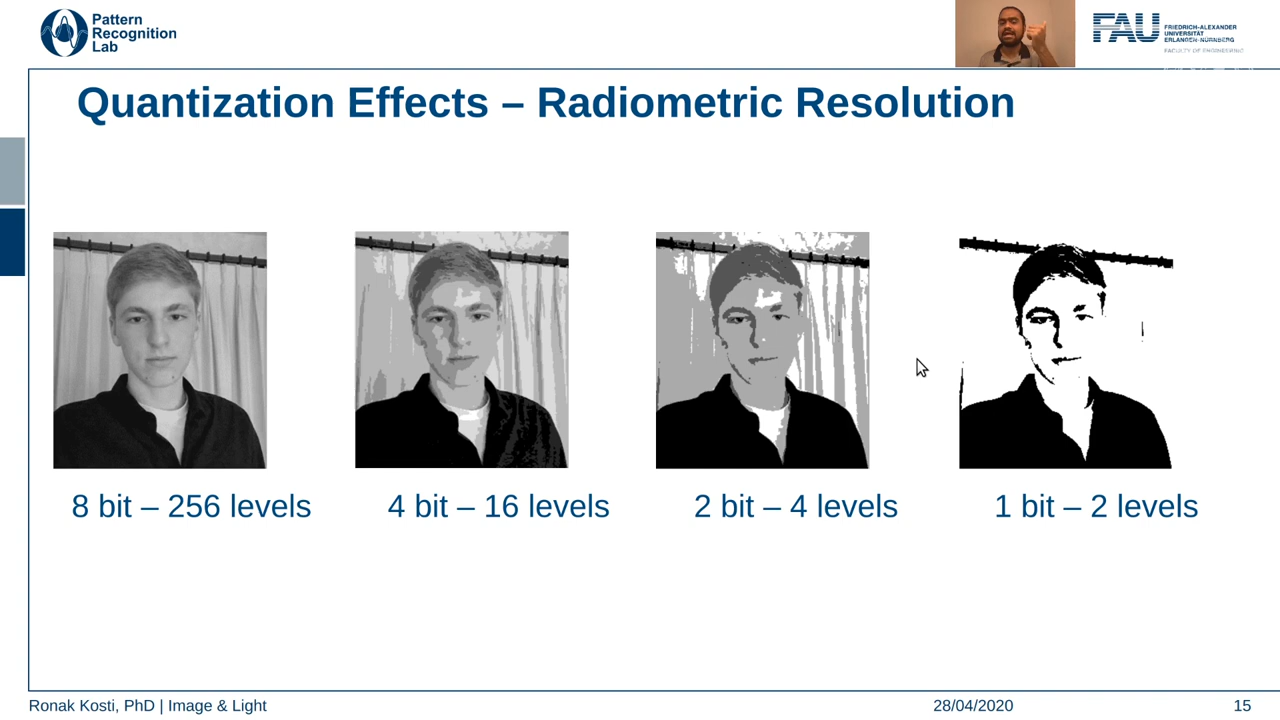 Pattern
Recognition
Lab
FAU
FRIEDRICH-ALEXANDER
UNIVERSITÄT
ERLANGEN-NÜRNBERG
FACULTY OF ENGINEERING
Quantization Effects – Radiometric Resolution
8 bit – 256 levels
4 bit – 16 levels
2 bit – 4 levels
1 bit – 2 levels
Ronak Kosti, PhD | Image & Light
28/04/2020
15